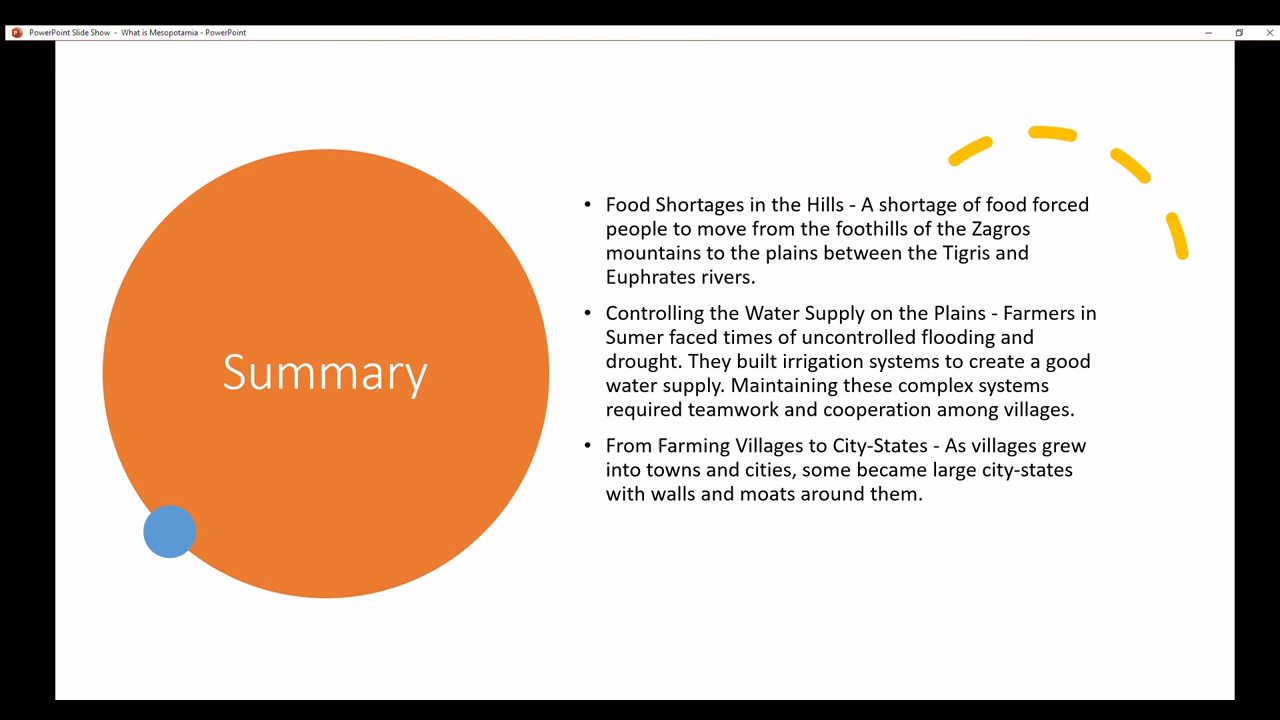 PowerPoint Slide Show - What is Mesopotamia - PowerPoint
Summary
• Food Shortages in the Hills - A shortage of food forced
people to move from the foothills of the Zagros
mountains to the plains between the Tigris and
Euphrates rivers.
• Controlling the Water Supply on the Plains - Farmers in
Sumer faced times of uncontrolled flooding and
drought. They built irrigation systems to create a good
water supply. Maintaining these complex systems
required teamwork and cooperation among villages.
• From Farming Villages to City-States - As villages grew
into towns and cities, some became large city-states
with walls and moats around them.